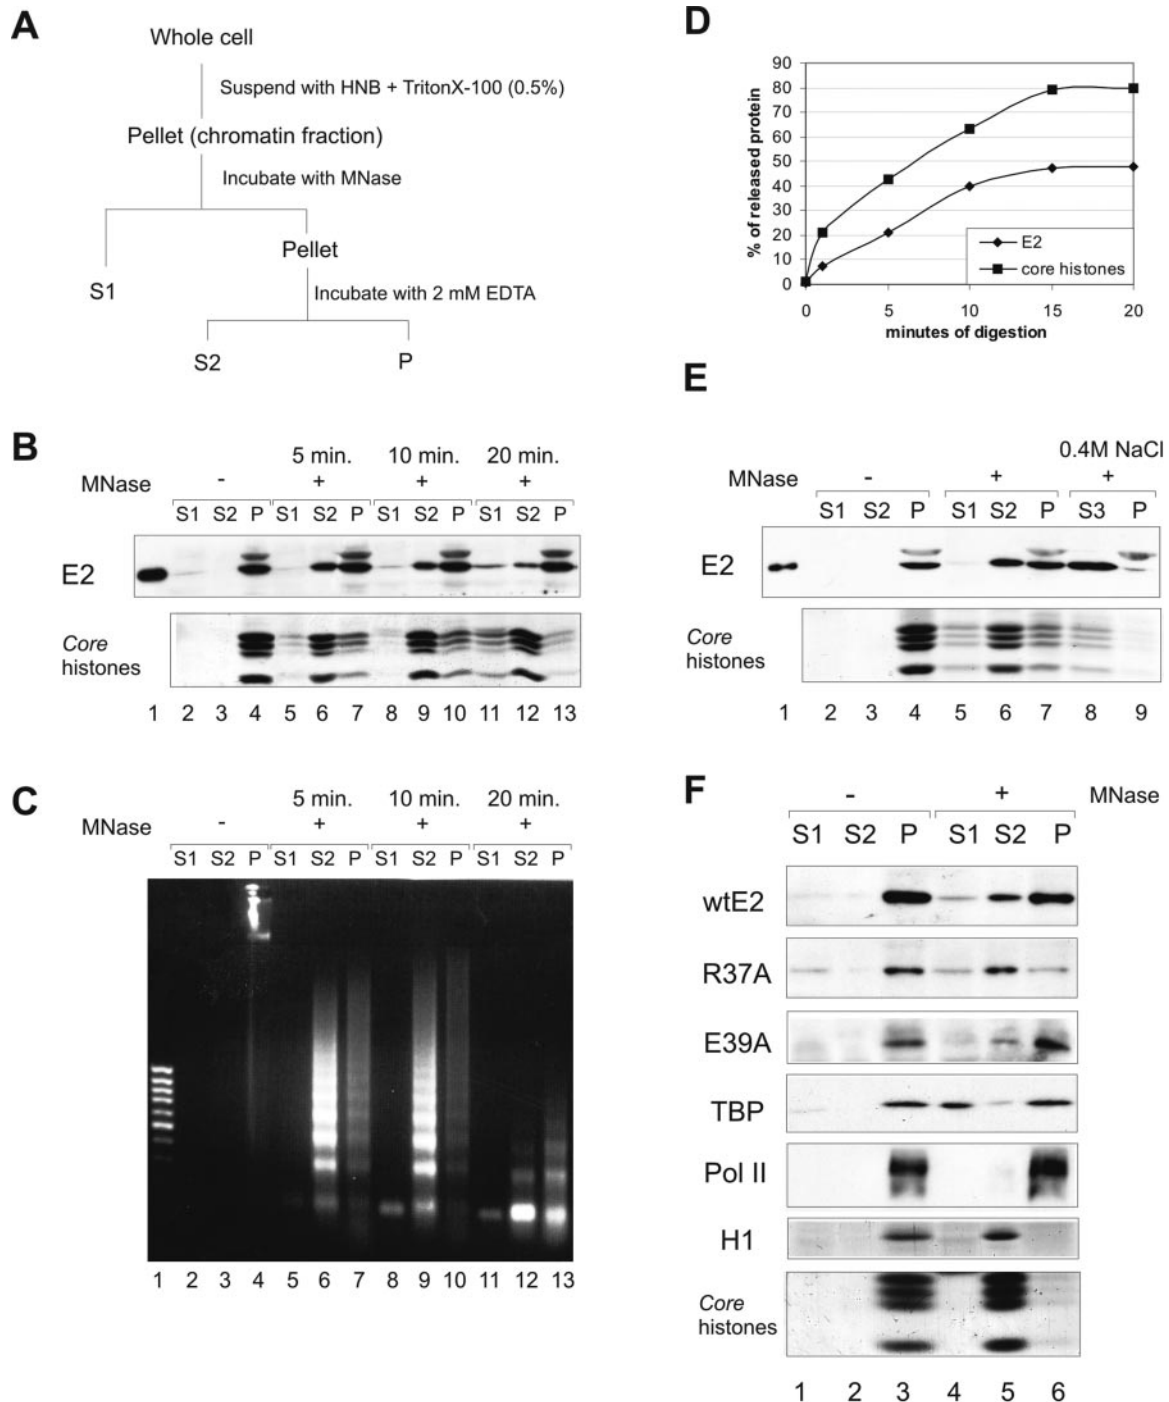 A
Whole cell
Suspend with HNB + TritonX-100 (0.5%)
Pellet (chromatin fraction)
Incubate with MNase
Pellet
S1
Incubate with 2 mM EDTA
S2 P
B
5 min. 10 min. 20 min.
MNase - + + +
S1 S2 P S1 S2 P S1 S2 P S1 S2 P
E2
Core
histones
1 2 3 4 5 6 7 8 9 10 11 12 13
C
5 min. 10 min. 20 min.
MNase - + + +
S1 S2 P S1 S2 P S1 S2 P S1 S2 P
1 2 3 4 5 6 7 8 9 10 11 12 13
D
% of released protein
90
80
70
60
50
40
30
20
10
0
E2
core histones
0 5 10 15 20
minutes of digestion
E
0.4M NaCl
MNase - + +
S1 S2 P S1 S2 P S3 P
E2
Core
histones
1 2 3 4 5 6 7 8 9
F
- + MNase
S1 S2 P S1 S2 P
wtE2
R37A
E39A
TBP
Pol II
H1
Core
histones
1 2 3 4 5 6